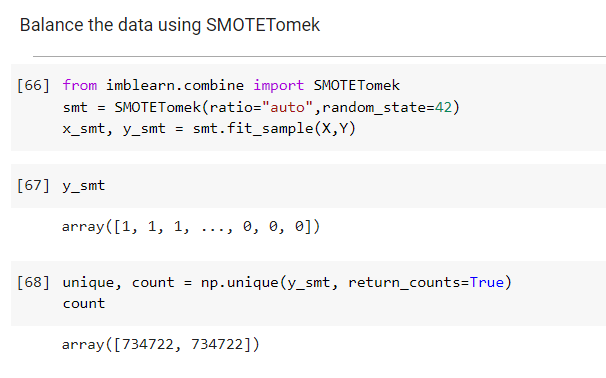 Balance the data using SMOTETomek
[66] from imblearn.combine import SMOTETomek
smt = SMOTETomek(ratio="auto",random_state=42)
x_smt, y_smt = smt.fit_sample(X,Y)
[67] y_smt
array([1, 1, 1, ..., 0, 0, 0])
[68] unique, count = np.unique(y_smt, return_counts=True)
count
array([734722, 734722])